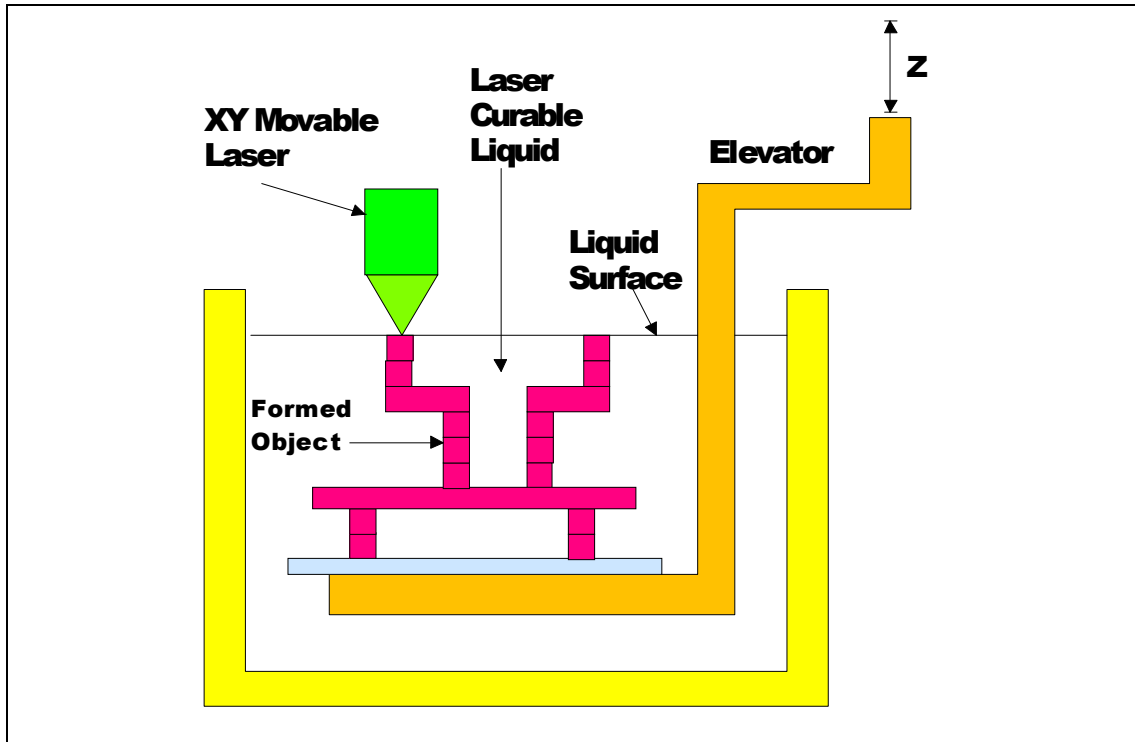 Z
Laser
Curable
Liquid
XY Movable
Laser
Elevator
Liquid
Surface
Formed
Object